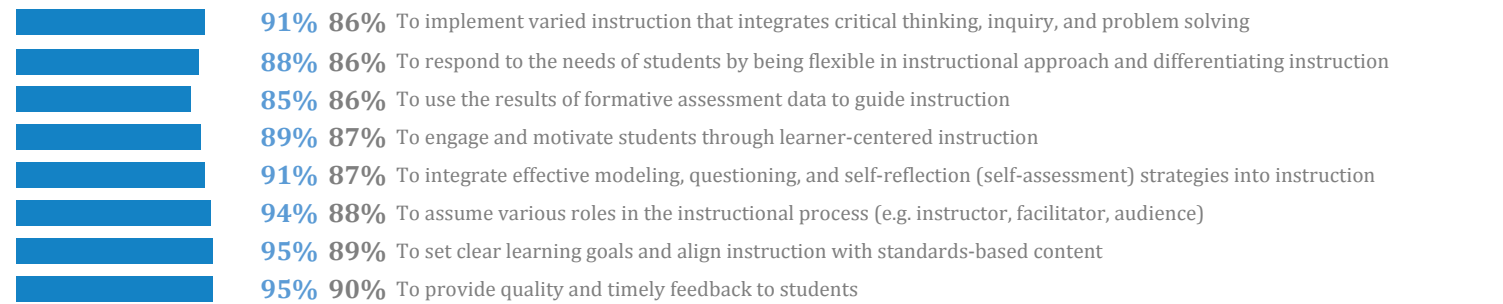 91% 86% To implement varied instruction that integrates critical thinking, inquiry, and problem solving
88% 86% To respond to the needs of students by being flexible in instructional approach and differentiating instruction
85% 86% To use the results of formative assessment data to guide instruction
89% 87% To engage and motivate students through learner-centered instruction
91% 87% To integrate effective modeling, questioning, and self-reflection (self-assessment) strategies into instruction
94% 88% To assume various roles in the instructional process (e.g. instructor, facilitator, audience)
95% 89% To set clear learning goals and align instruction with standards-based content
95% 90% To provide quality and timely feedback to students